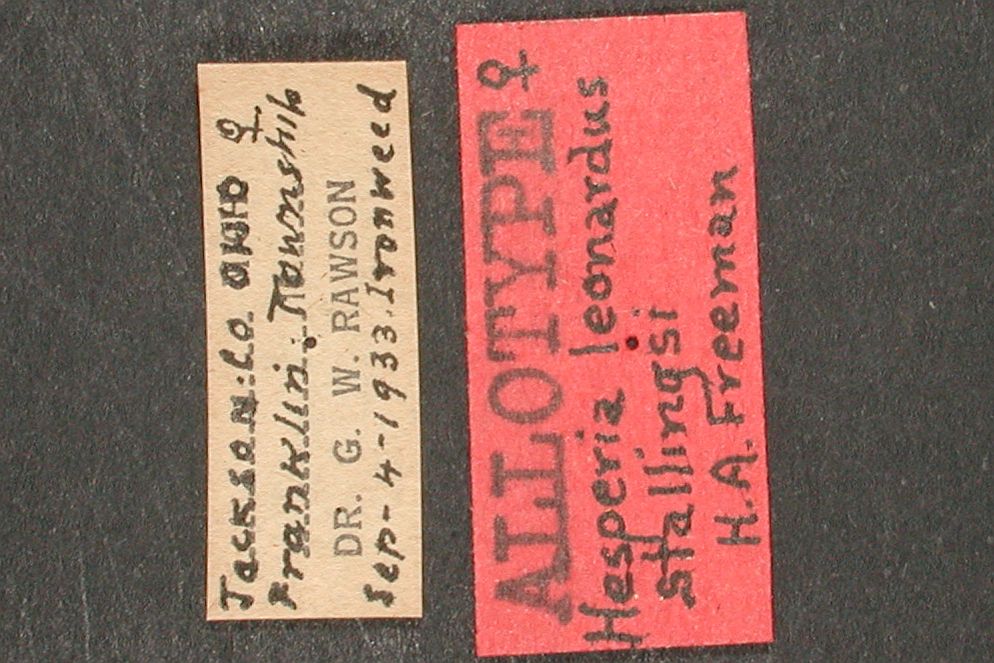 Jackson: Co. OHIO ♀
Franklin: Township
DR. G. W. RAWSON
Sep-4-1933. Ironweed
ALLOTYPE ♀
Hesperia leonardus
stallingsi
H.A. Freeman